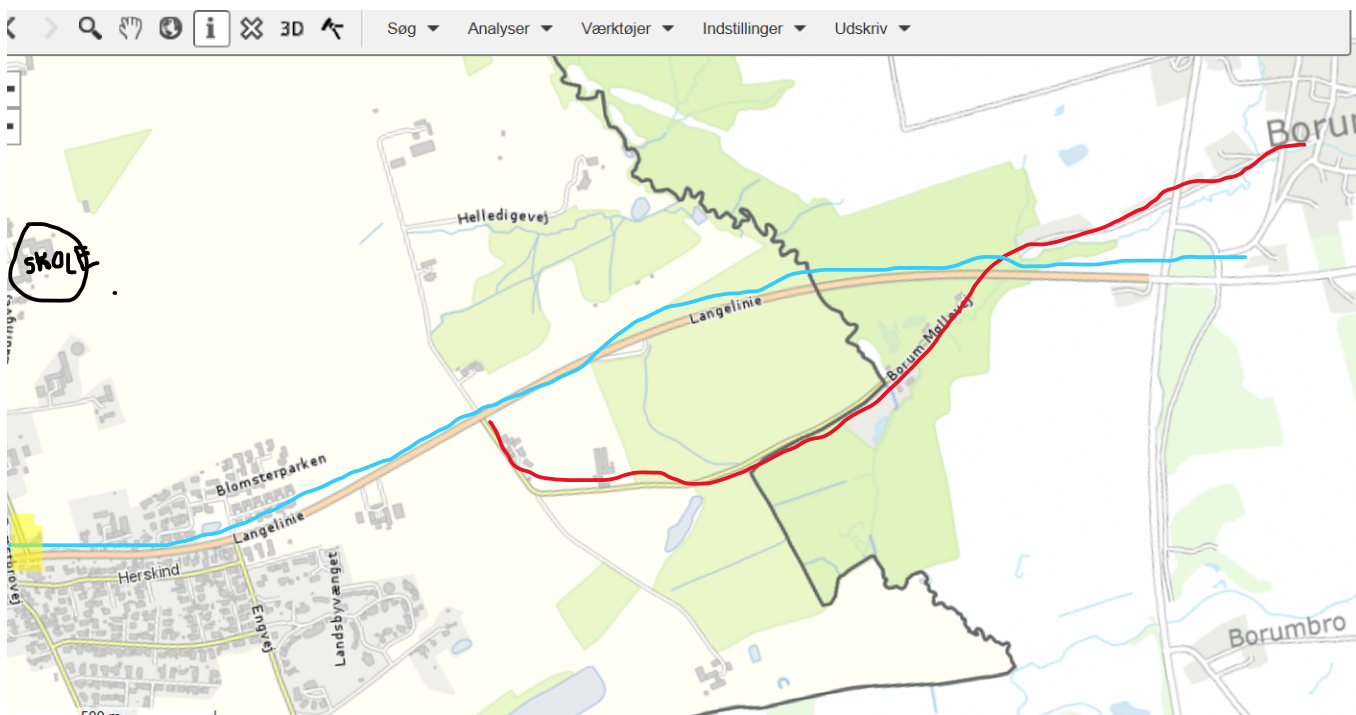 3D Søg Analyser Værktøjer Indstillinger Udskriv
Borum
Helledigevej
SKOLE
Langelinie
Borum Møllevej
Blomsterparken
Langelinie
Herskind
Engvej
Landsbyvænget
Borumbro
500 m